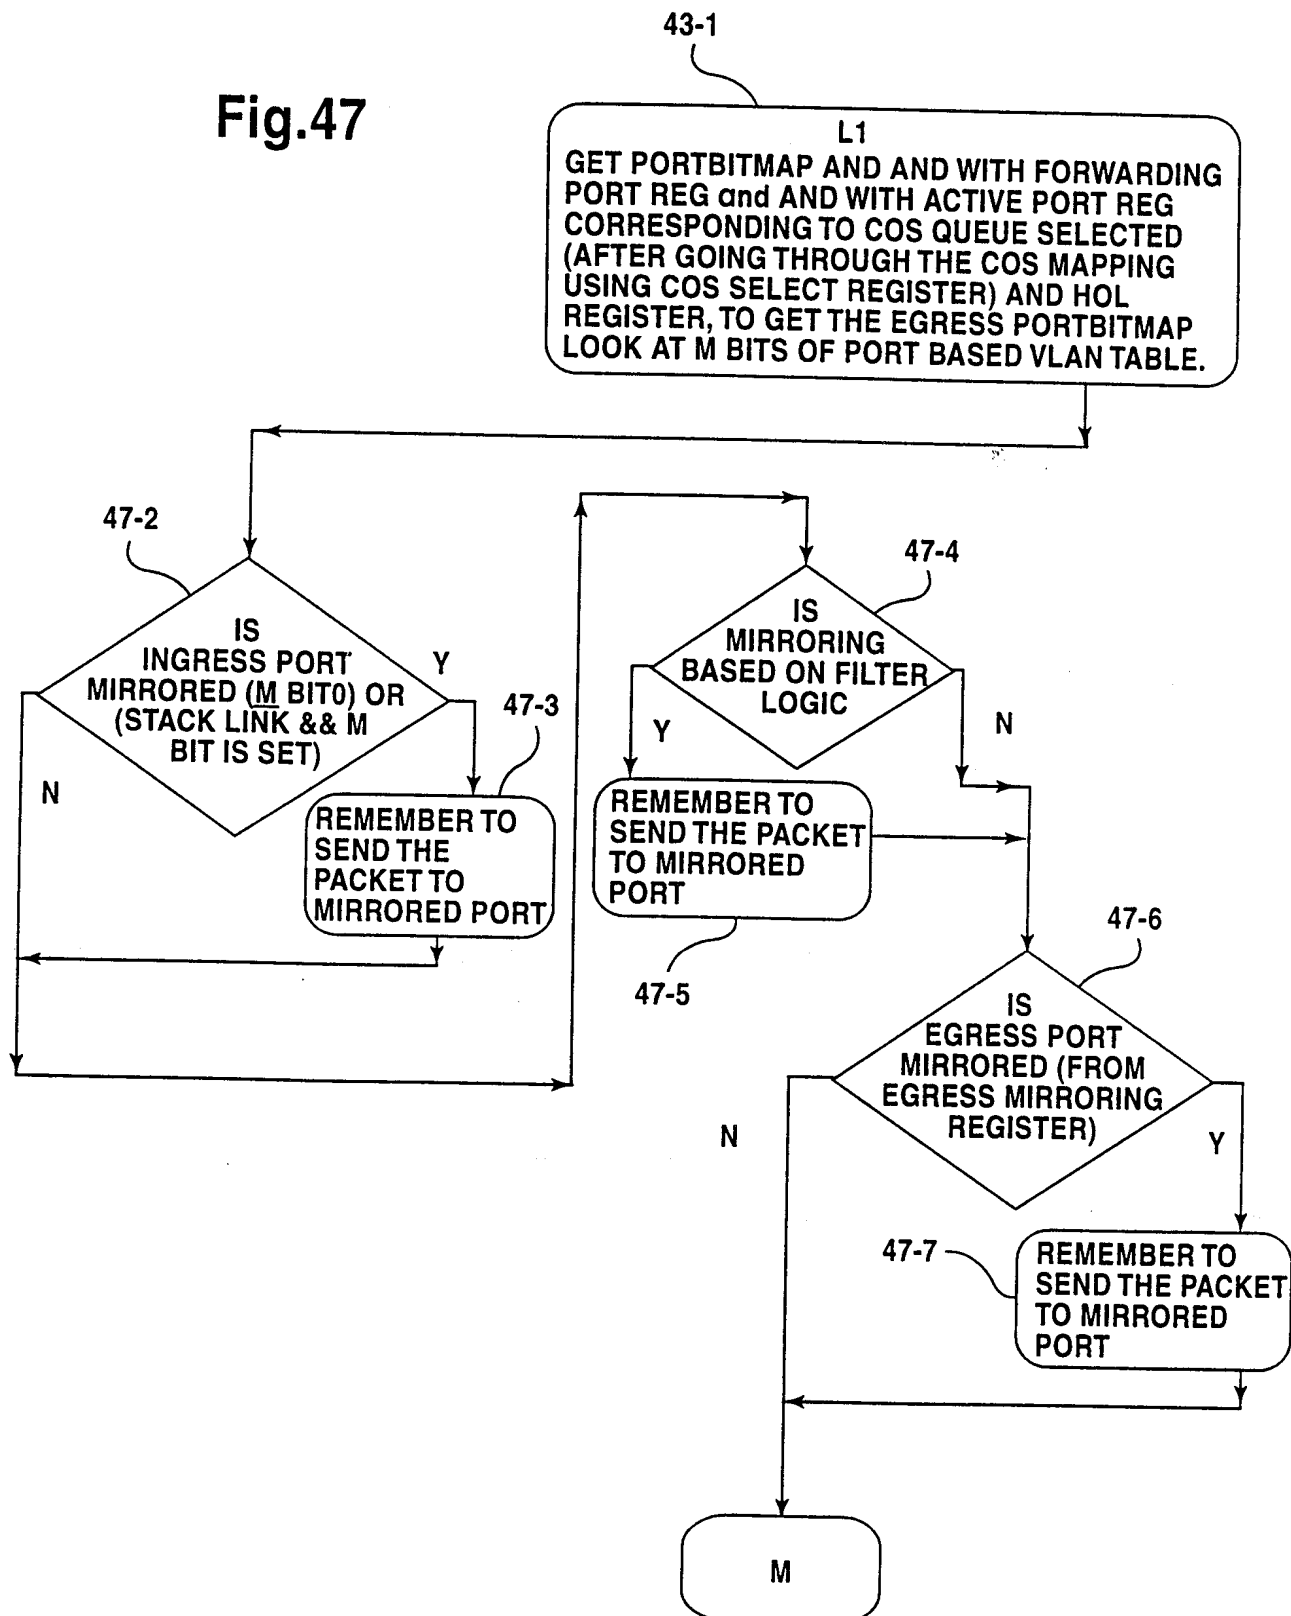 43-1
Fig.47
L1
GET PORTBITMAP AND AND WITH FORWARDING
PORT REG and AND WITH ACTIVE PORT REG
CORRESPONDING TO COS QUEUE SELECTED
(AFTER GOING THROUGH THE COS MAPPING
USING COS SELECT REGISTER) AND HOL
REGISTER, TO GET THE EGRESS PORTBITMAP
LOOK AT M BITS OF PORT BASED VLAN TABLE.
47-2
IS
INGRESS PORT
MIRRORED (M BIT0) OR
(STACK LINK && M
BIT IS SET)
Y
N
47-3
REMEMBER TO
SEND THE
PACKET TO
MIRRORED PORT
47-4
IS
MIRRORING
BASED ON FILTER
LOGIC
Y
N
REMEMBER TO
SEND THE PACKET
TO MIRRORED
PORT
47-5
47-6
IS
EGRESS PORT
MIRRORED (FROM
EGRESS MIRRORING
REGISTER)
N
Y
47-7
REMEMBER TO
SEND THE PACKET
TO MIRRORED
PORT
M